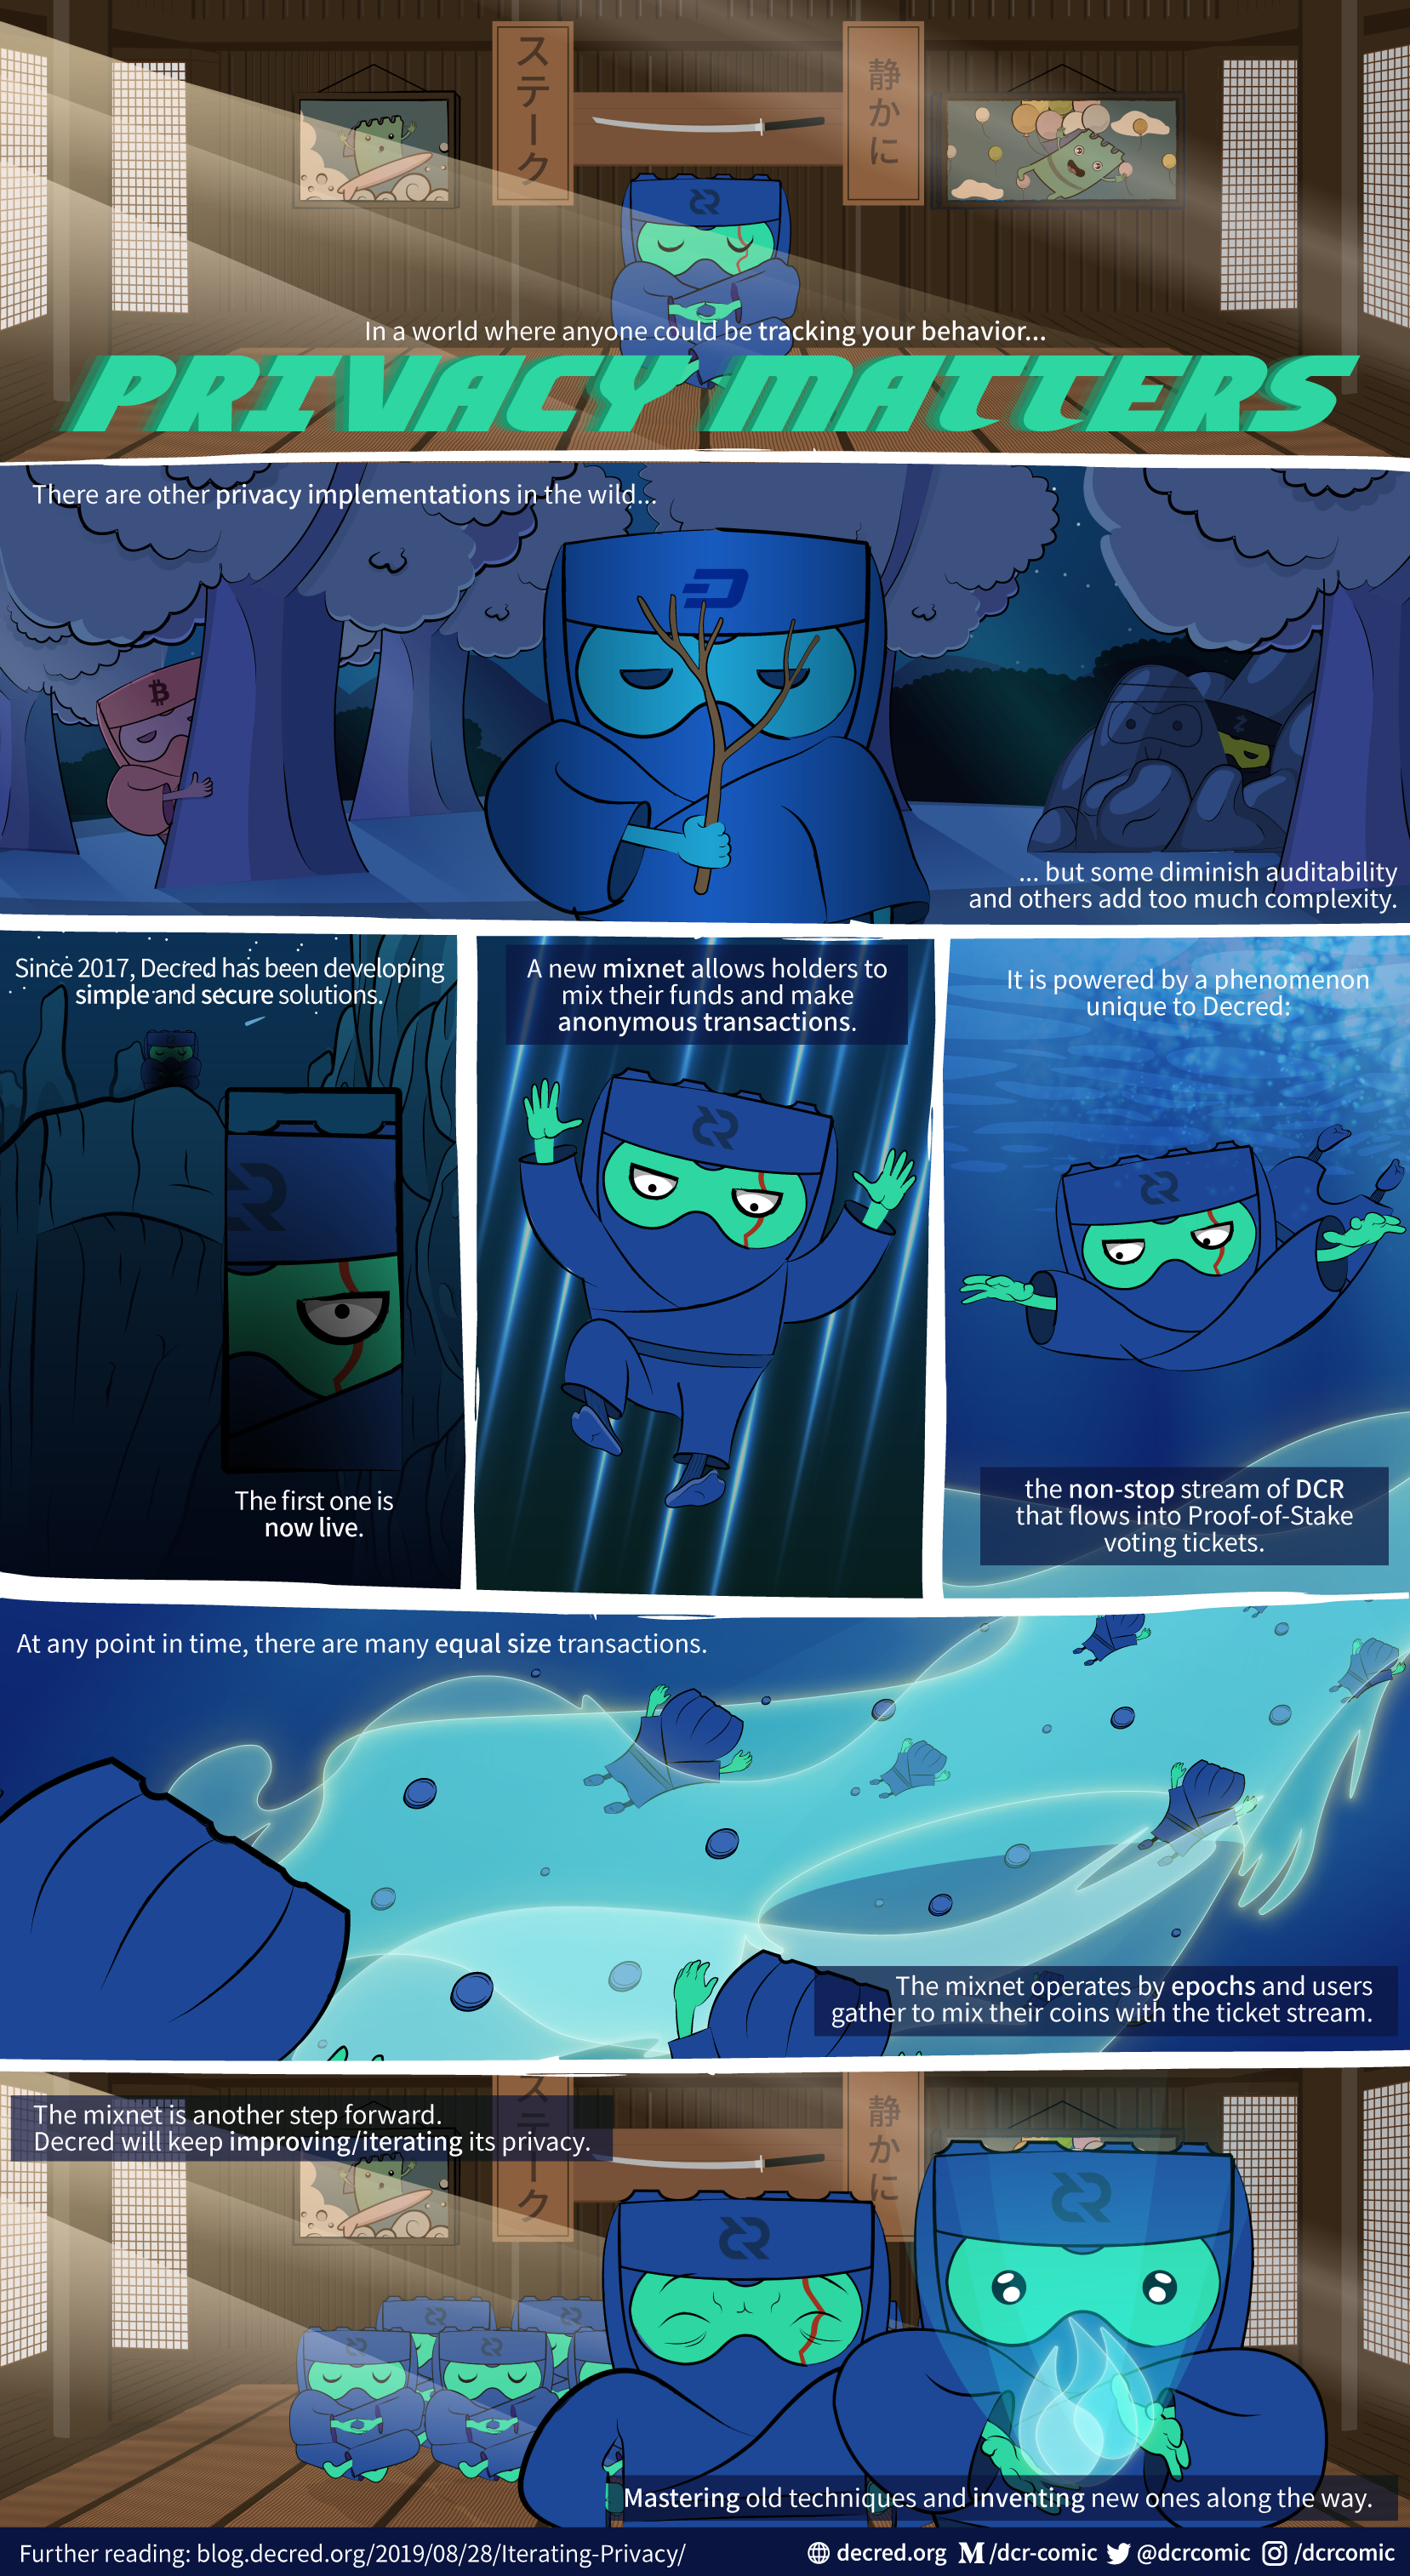 ステーク
静かに
In a world where anyone could be tracking your behavior...
PRIVACY MATTERS
There are other privacy implementations in the wild...
... but some diminish auditability
and others add too much complexity.
Since 2017, Decred has been developing
simple and secure solutions.
The first one is
now live.
A new mixnet allows holders to
mix their funds and make
anonymous transactions.
It is powered by a phenomenon
unique to Decred:
the non-stop stream of DCR
that flows into Proof-of-Stake
voting tickets.
At any point in time, there are many equal size transactions.
The mixnet operates by epochs and users
gather to mix their coins with the ticket stream.
ステーク
静かに
The mixnet is another step forward.
Decred will keep improving/iterating its privacy.
Mastering old techniques and inventing new ones along the way.
Further reading: blog.decred.org/2019/08/28/Iterating-Privacy/
decred.org
/dcr-comic
@dcrcomic
/dcrcomic